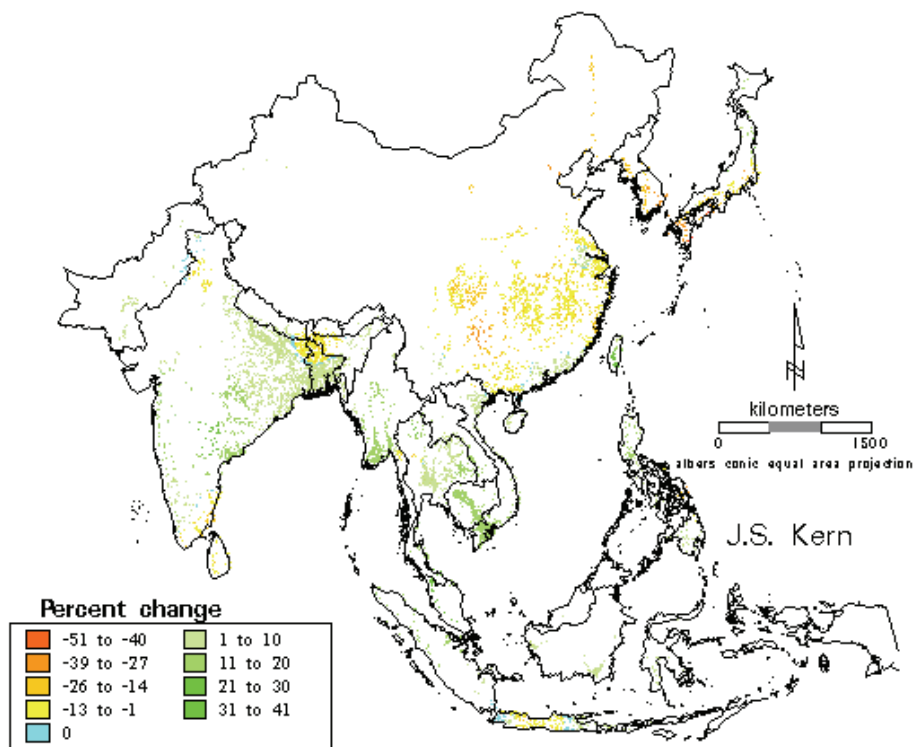 N
kilometers
0 1500
albers conic equal area projection
J.S. Kern
Percent change
-51 to -40 1 to 10
-39 to -27 11 to 20
-26 to -14 21 to 30
-13 to -1 31 to 41
0